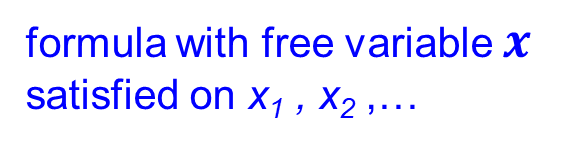 formula with free variable x
satisfied on x₁ , x₂ ,…